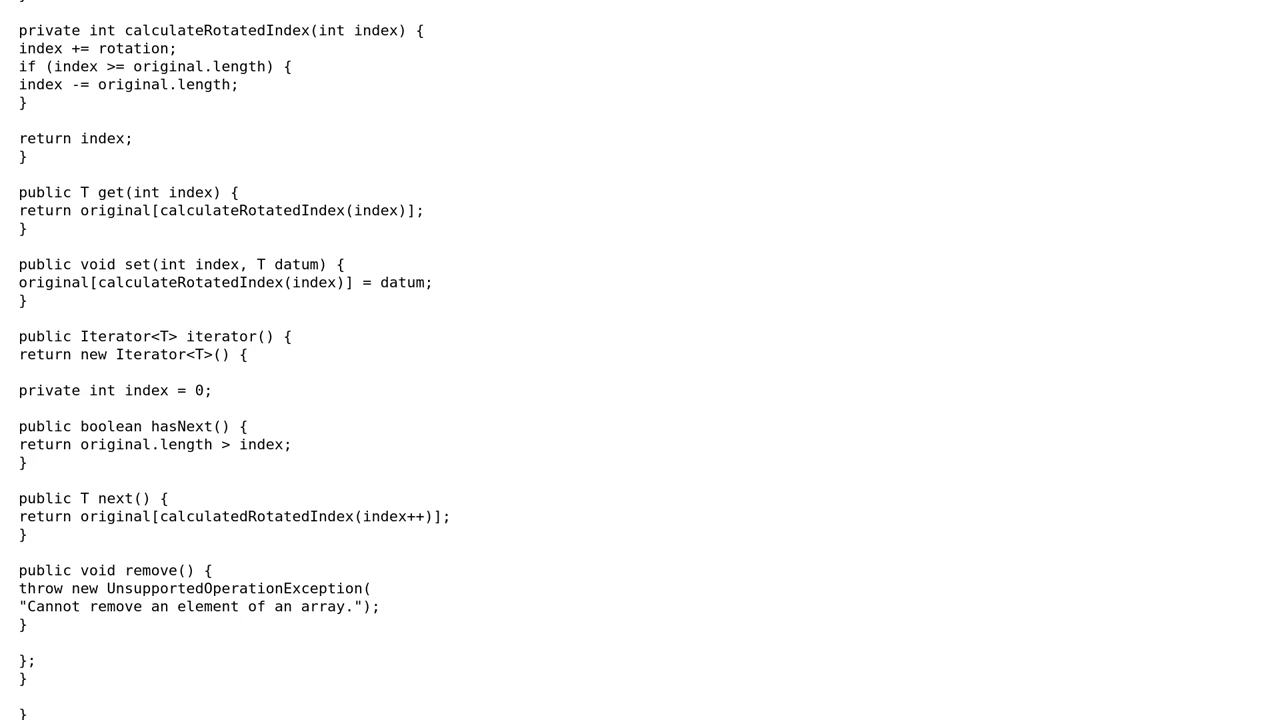 }
private int calculateRotatedIndex(int index) {
index += rotation;
if (index >= original.length) {
index -= original.length;
}
return index;
}
public T get(int index) {
return original[calculateRotatedIndex(index)];
}
public void set(int index, T datum) {
original[calculateRotatedIndex(index)] = datum;
}
public Iterator<T> iterator() {
return new Iterator<T>() {
private int index = 0;
public boolean hasNext() {
return original.length > index;
}
public T next() {
return original[calculatedRotatedIndex(index++)];
}
public void remove() {
throw new UnsupportedOperationException(
"Cannot remove an element of an array.");
}
};
}
}